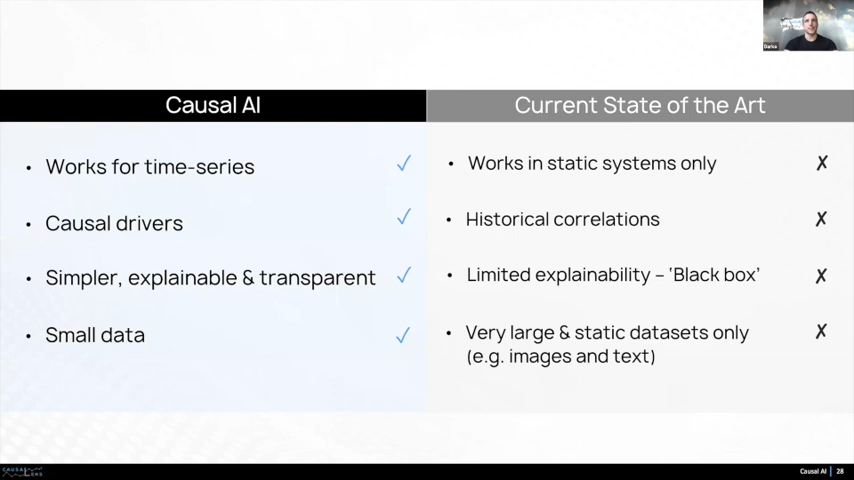 Darko
Causal AI
Current State of the Art
• Works for time-series ✓
• Works in static systems only ✗
• Causal drivers ✓
• Historical correlations ✗
• Simpler, explainable & transparent ✓
• Limited explainability – ‘Black box’ ✗
• Small data ✓
• Very large & static datasets only ✗
(e.g. images and text)
CAUSALENS
Causal AI | 28